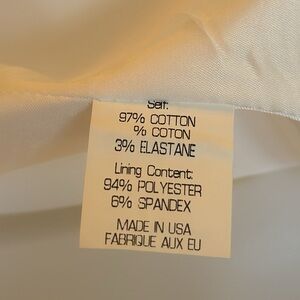 Self:
97% COTTON
% COTON
3% ELASTANE
Lining Content:
94% POLYESTER
6% SPANDEX
MADE IN USA
FABRIQUE AUX EU